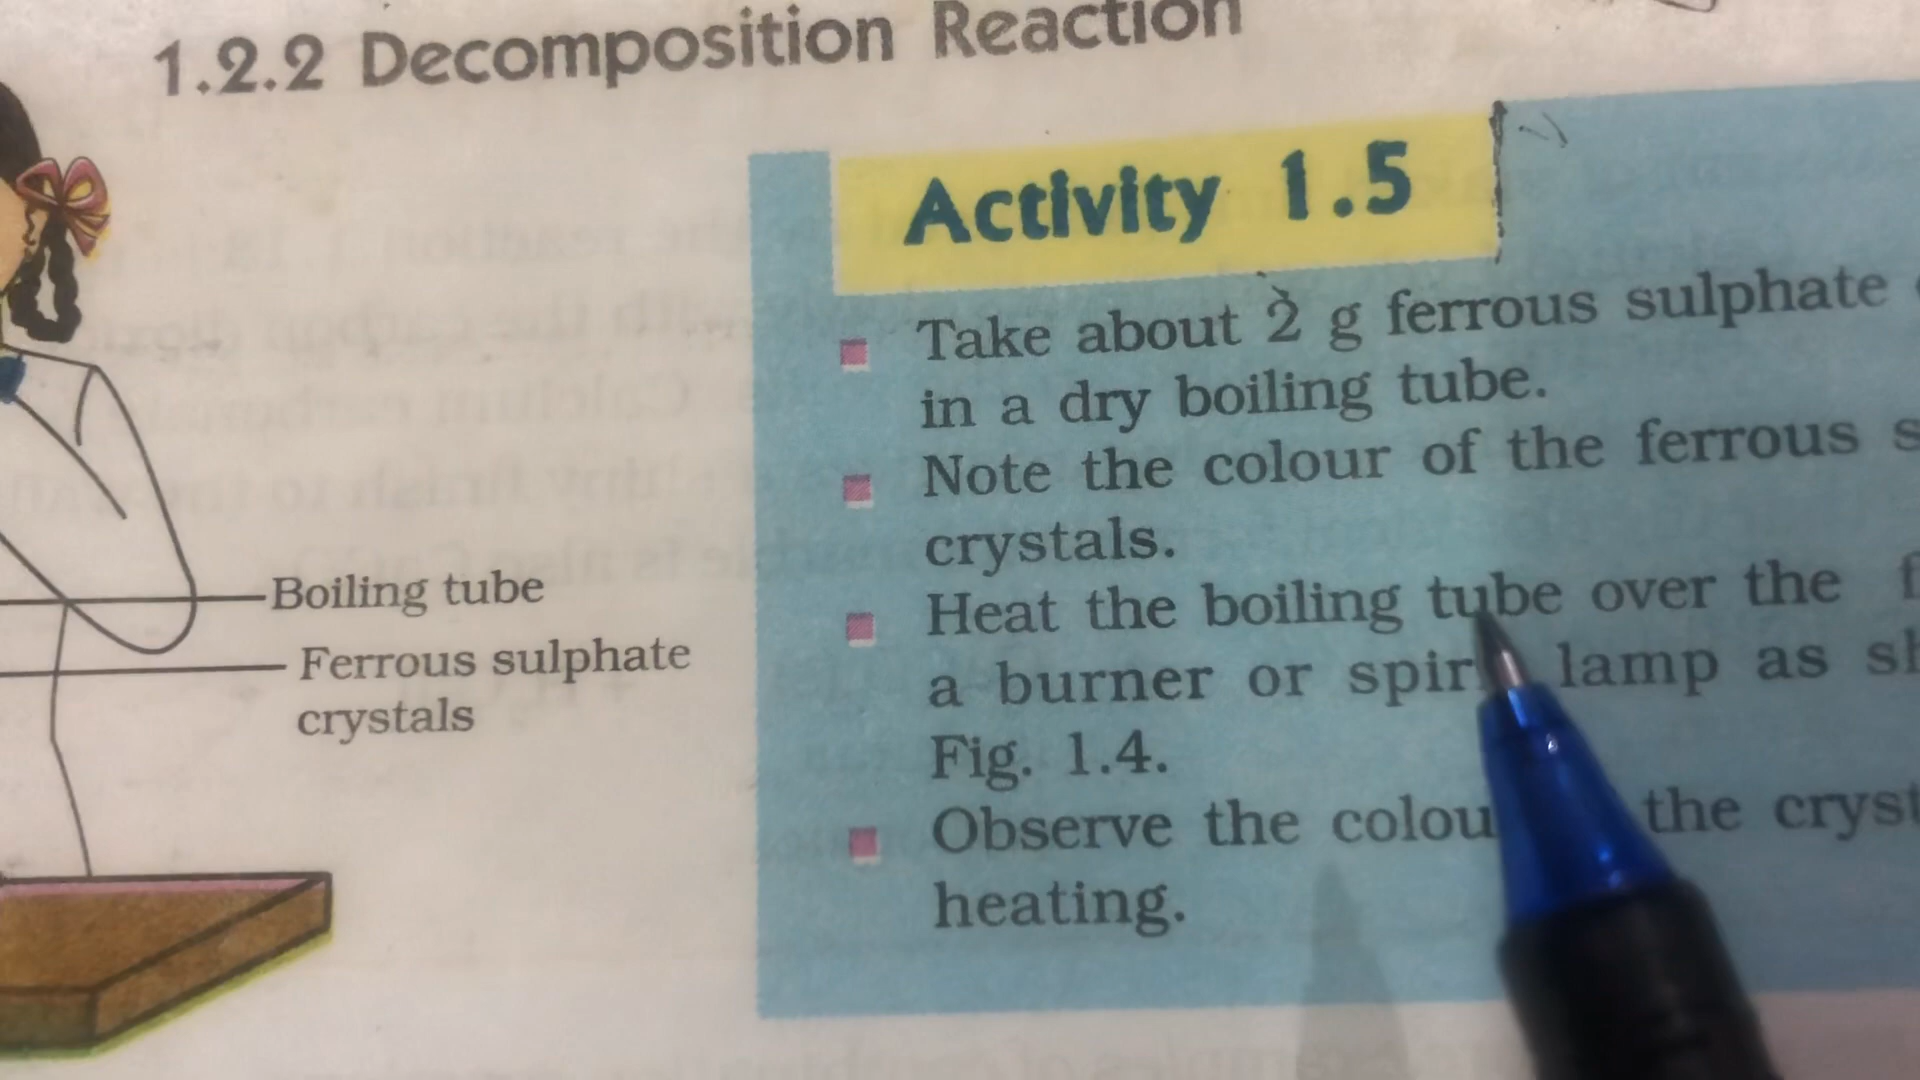 1.2.2 Decomposition Reaction
Activity 1.5
Take about 2 g ferrous sulphate
in a dry boiling tube.
Note the colour of the ferrous
crystals.
Heat the boiling tube over the
a burner or lamp as
Fig. 1.4.
Observe the the
heating.
Boiling tube
Ferrous sulphate
crystals